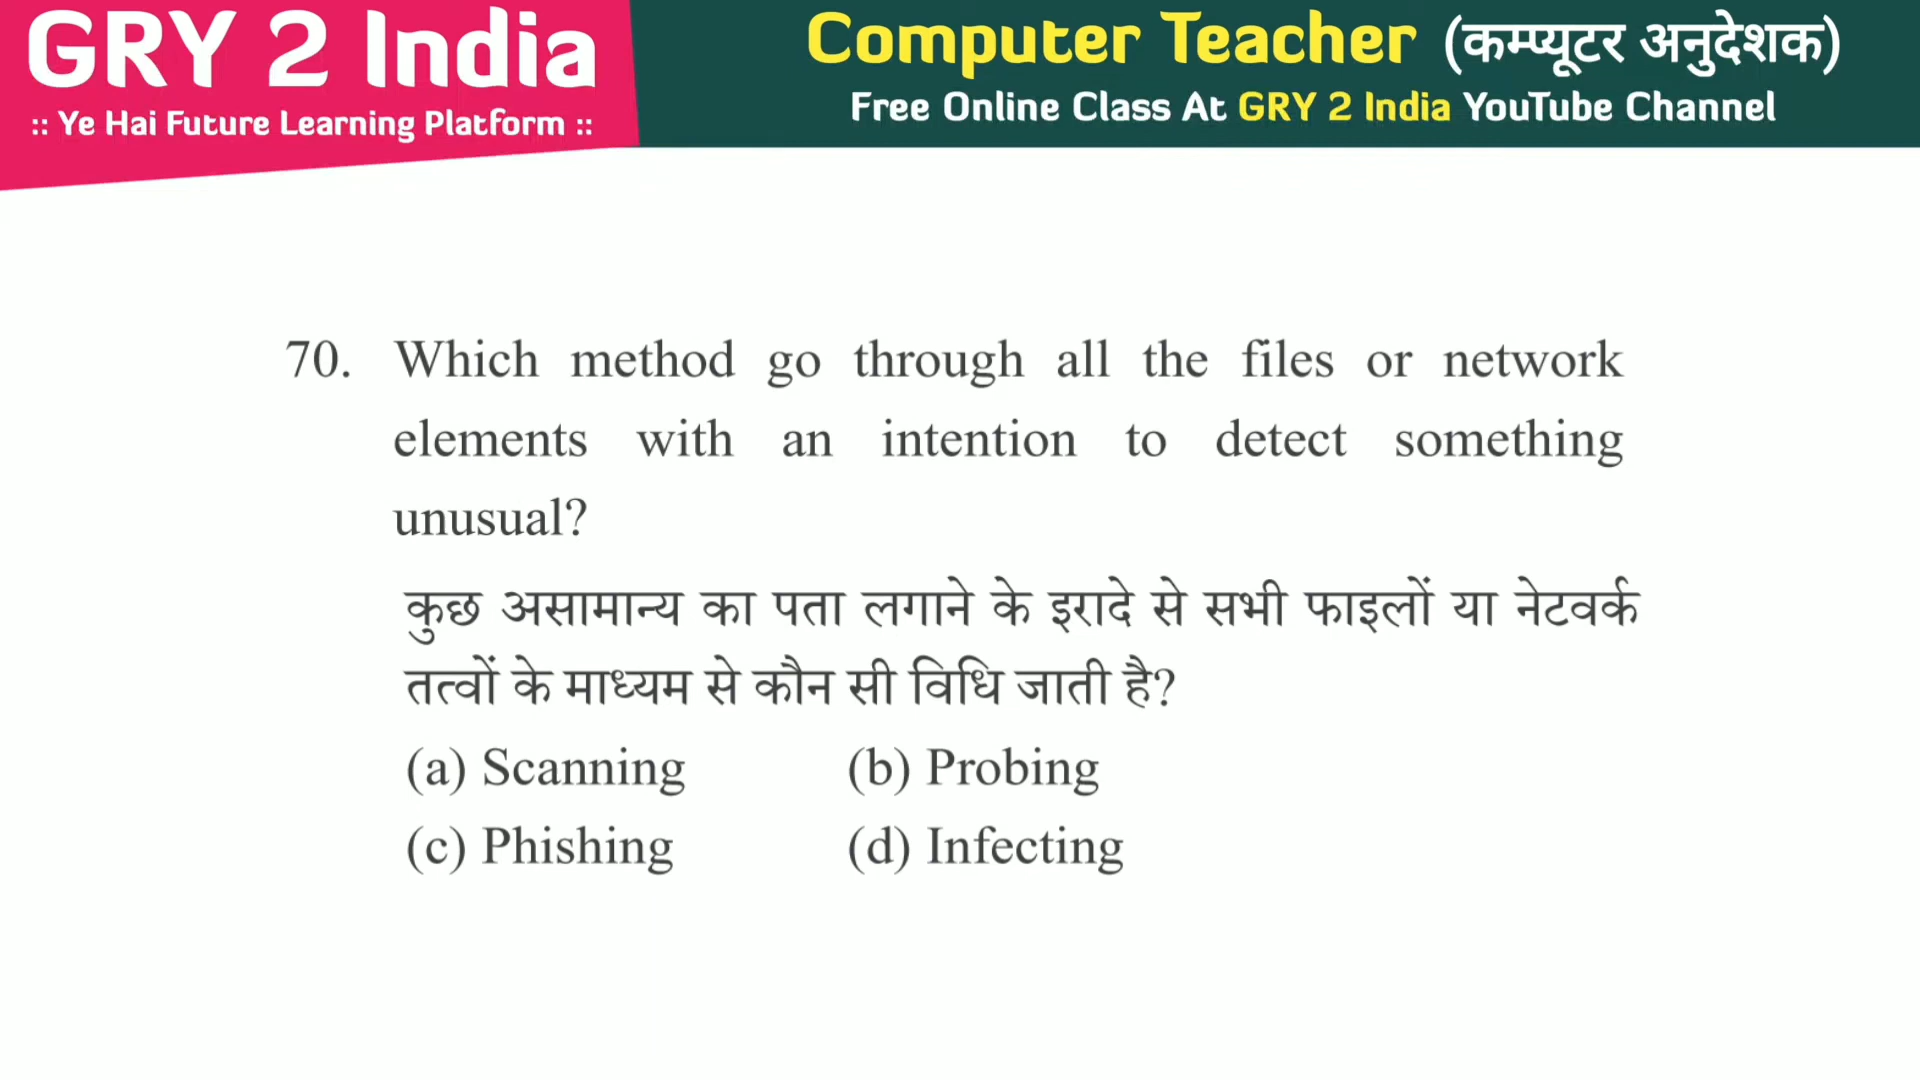 GRY 2 India
:: Ye Hai Future Learning Platform ::
Computer Teacher (कम्प्यूटर अनुदेशक)
Free Online Class At GRY 2 India YouTube Channel
70. Which method go through all the files or network
elements with an intention to detect something
unusual?
कुछ असामान्य का पता लगाने के इरादे से सभी फाइलों या नेटवर्क
तत्वों के माध्यम से कौन सी विधि जाती है?
(a) Scanning (b) Probing
(c) Phishing (d) Infecting